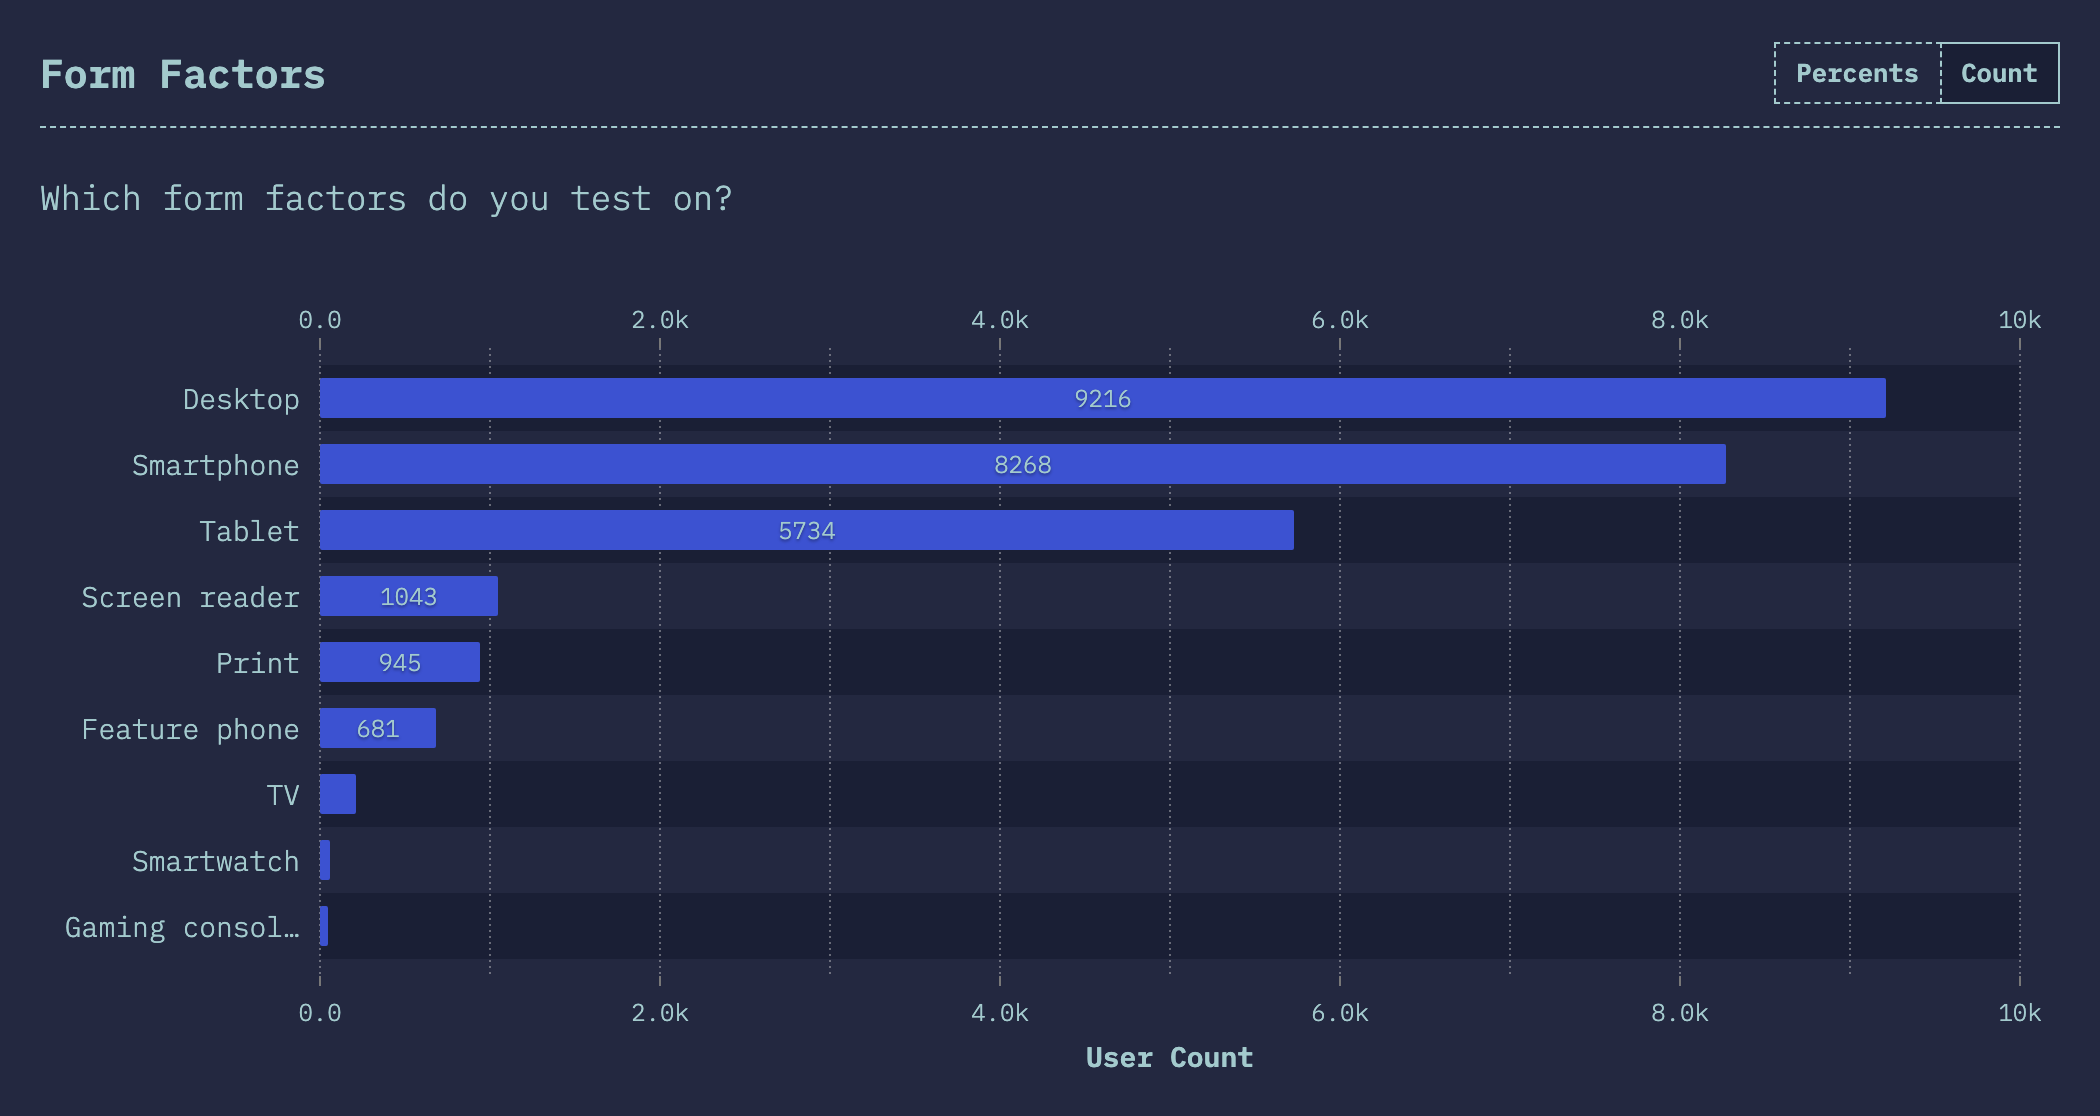 Form Factors
Percents Count
Which form factors do you test on?
0.0 2.0k 4.0k 6.0k 8.0k 10k
Desktop 9216
Smartphone 8268
Tablet 5734
Screen reader 1043
Print 945
Feature phone 681
TV
Smartwatch
Gaming consol…
0.0 2.0k 4.0k 6.0k 8.0k 10k
User Count